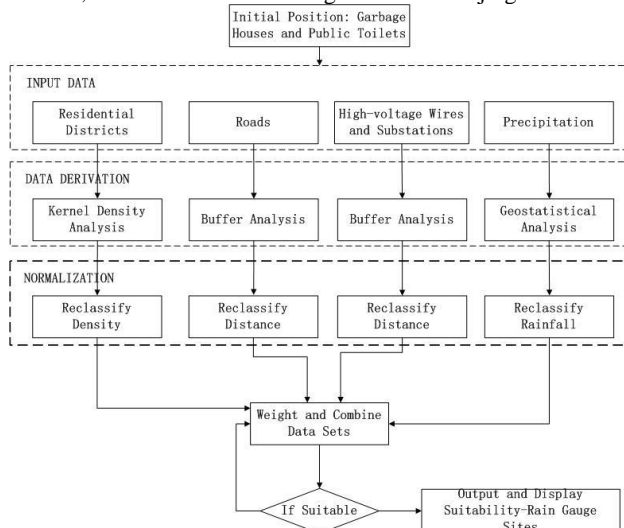 Initial Position: Garbage
Houses and Public Toilets
INPUT DATA
Residential
Districts
Roads
High-voltage Wires
and Substations
Precipitation
DATA DERIVATION
Kernel Density
Analysis
Buffer Analysis
Buffer Analysis
Geostatistical
Analysis
NORMALIZATION
Reclassify
Density
Reclassify
Distance
Reclassify
Distance
Reclassify
Rainfall
Weight and Combine
Data Sets
If Suitable
Output and Display
Suitability-Rain Gauge
Sites